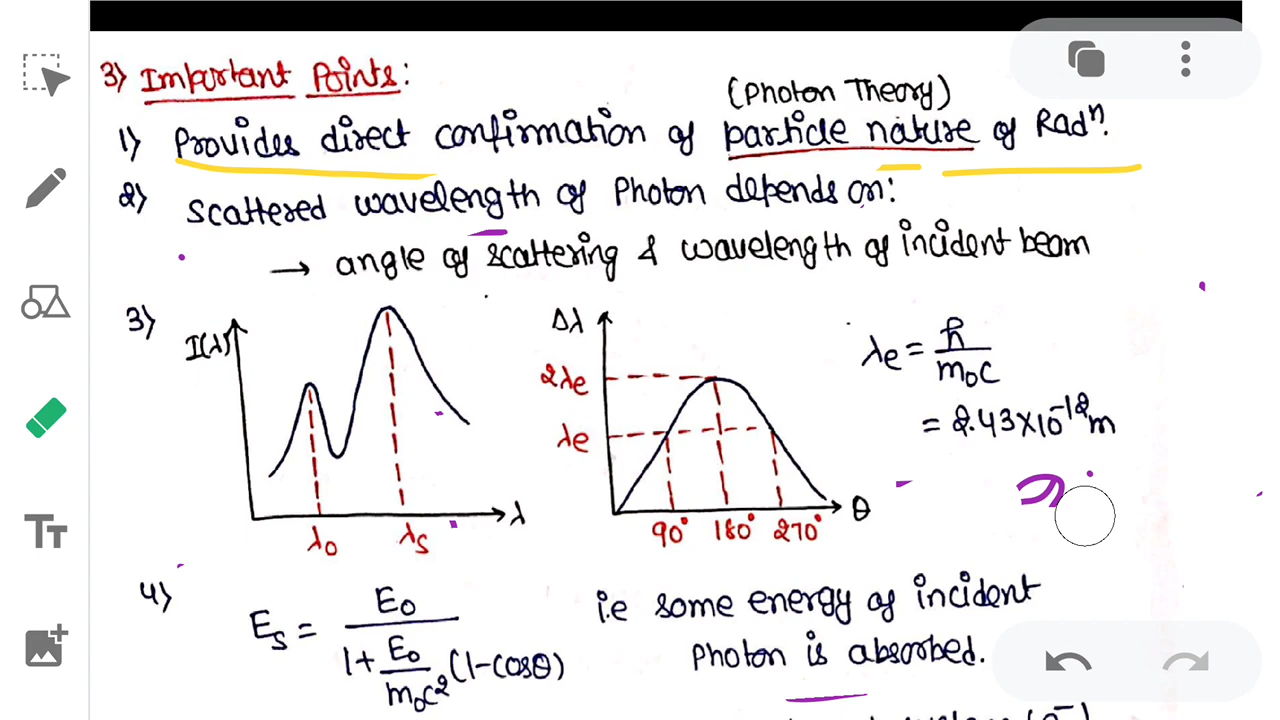 3) Important Points:
(Photon Theory)
1) Provides direct confirmation of particle nature of Radⁿ.
2) Scattered wavelength of Photon depends on:
→ angle of scattering & wavelength of incident beam
3)
I(λ)
λ
λ₀
λs
Δλ
2λe
λe
90°
180°
270°
θ
λe = h/m₀c
= 2.43×10⁻¹²m
4)
Es = E₀/(1+ E₀/m₀c² (1-cosθ))
i.e some energy of incident
Photon is absorbed.
TT